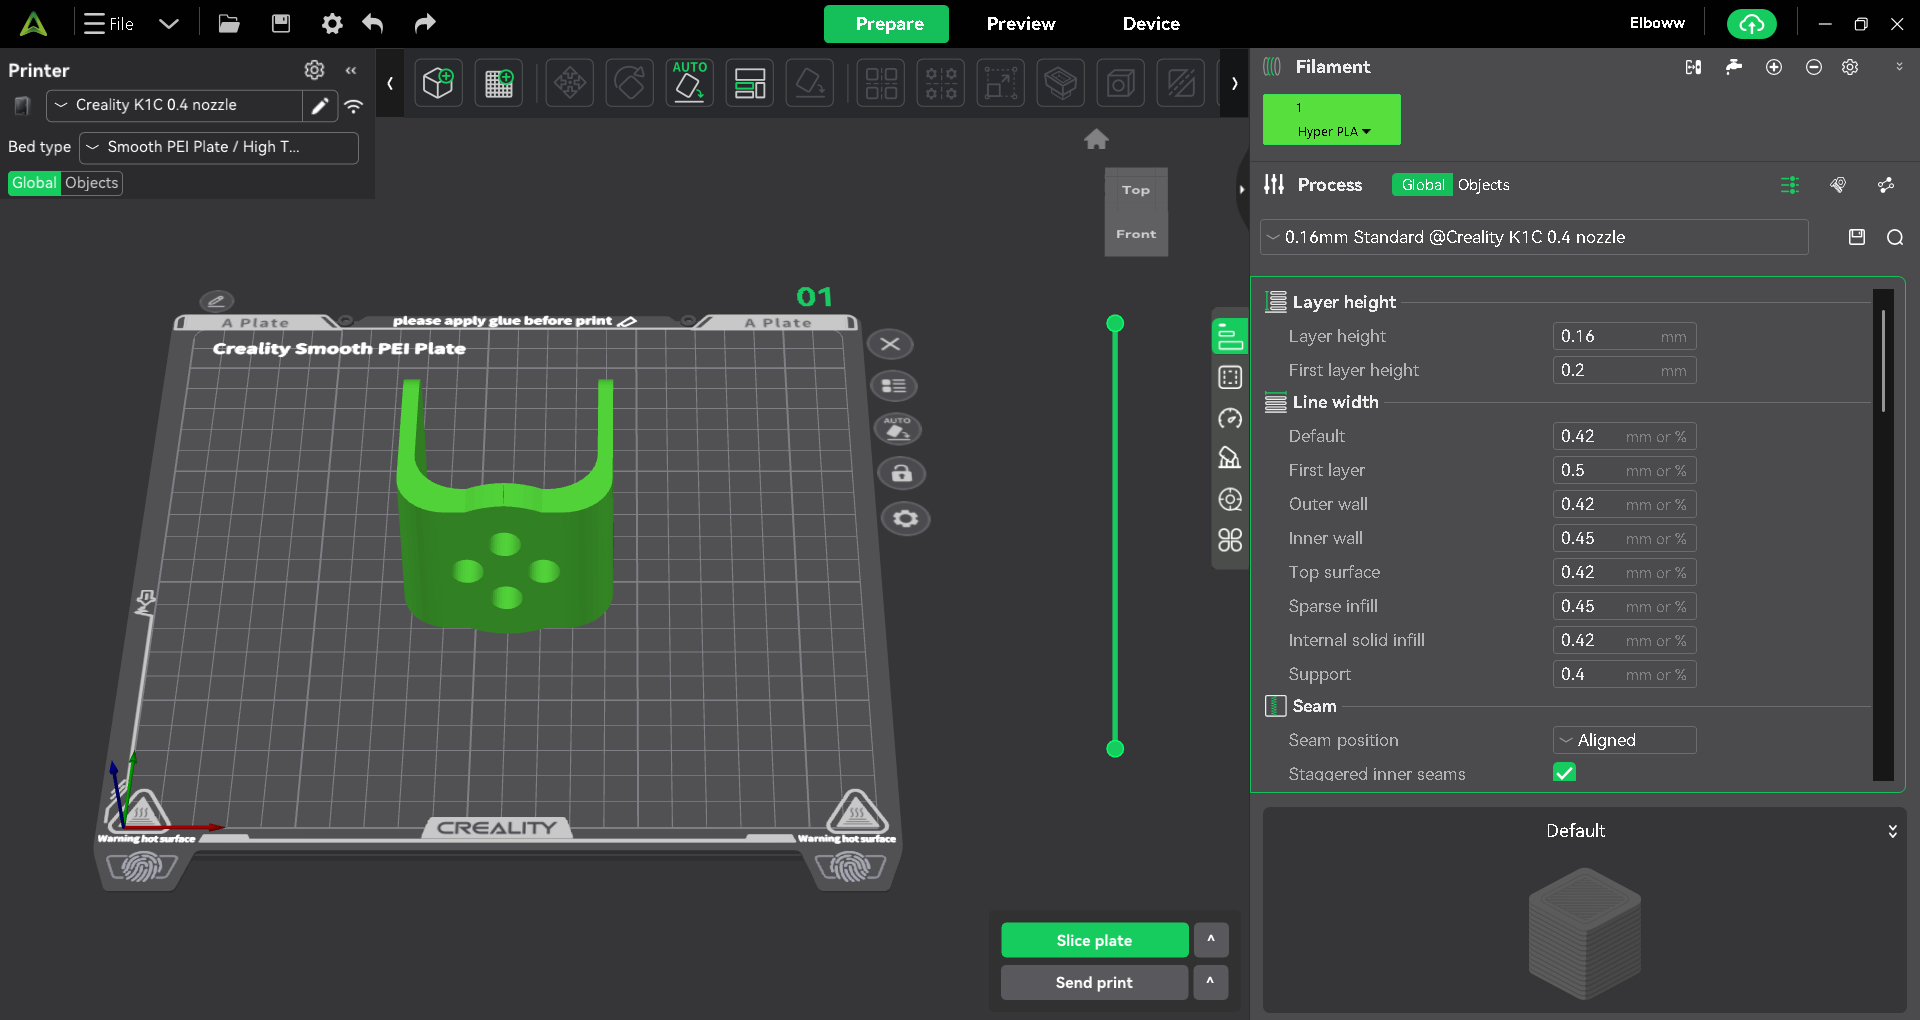 File
Prepare
Preview
Device
Elboww
Printer
Creality K1C 0.4 nozzle
Bed type
Smooth PEI Plate / High T...
Global Objects
AUTO
Top
Front
01
A Plate
please apply glue before print
A Plate
Creality Smooth PEI Plate
AUTO
Warning hot surface
CREALITY
Warning hot surface
Slice plate
Send print
Filament
1
Hyper PLA
Process
Global Objects
0.16mm Standard @Creality K1C 0.4 nozzle
Layer height
Layer height 0.16 mm
First layer height 0.2 mm
Line width
Default 0.42 mm or %
First layer 0.5 mm or %
Outer wall 0.42 mm or %
Inner wall 0.45 mm or %
Top surface 0.42 mm or %
Sparse infill 0.45 mm or %
Internal solid infill 0.42 mm or %
Support 0.4 mm or %
Seam
Seam position Aligned
Staggered inner seams
Default